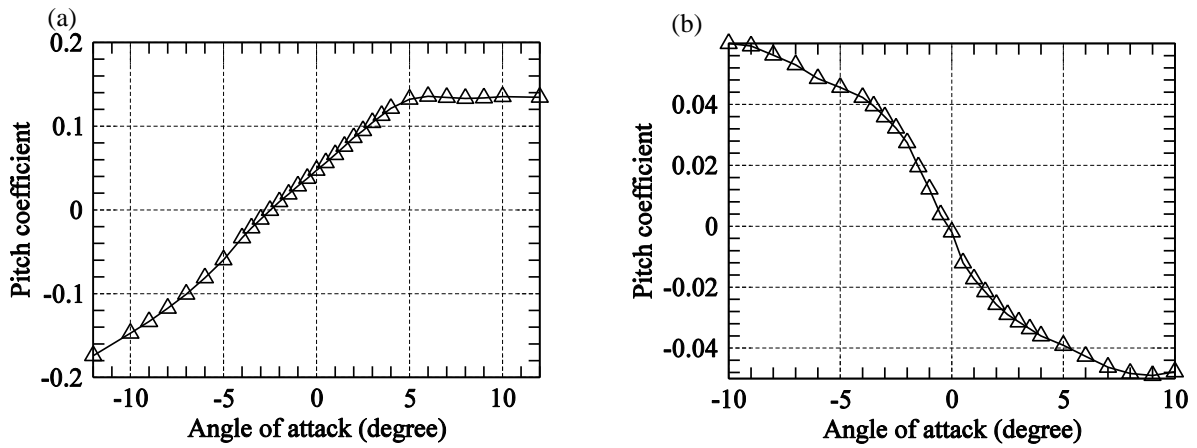 (a)
0.2
0.1
0
-0.1
-0.2
Pitch coefficient
-10 -5 0 5 10
Angle of attack (degree)
(b)
0.04
0.02
0
-0.02
-0.04
Pitch coefficient
-10 -5 0 5 10
Angle of attack (degree)